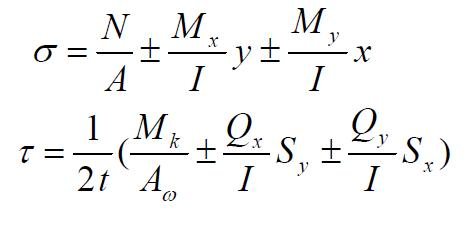 σ = N/A ± M_x/I y ± M_y/I x
τ = 1/2t (M_k/A_ω ± Q_x/I S_y ± Q_y/I S_x)